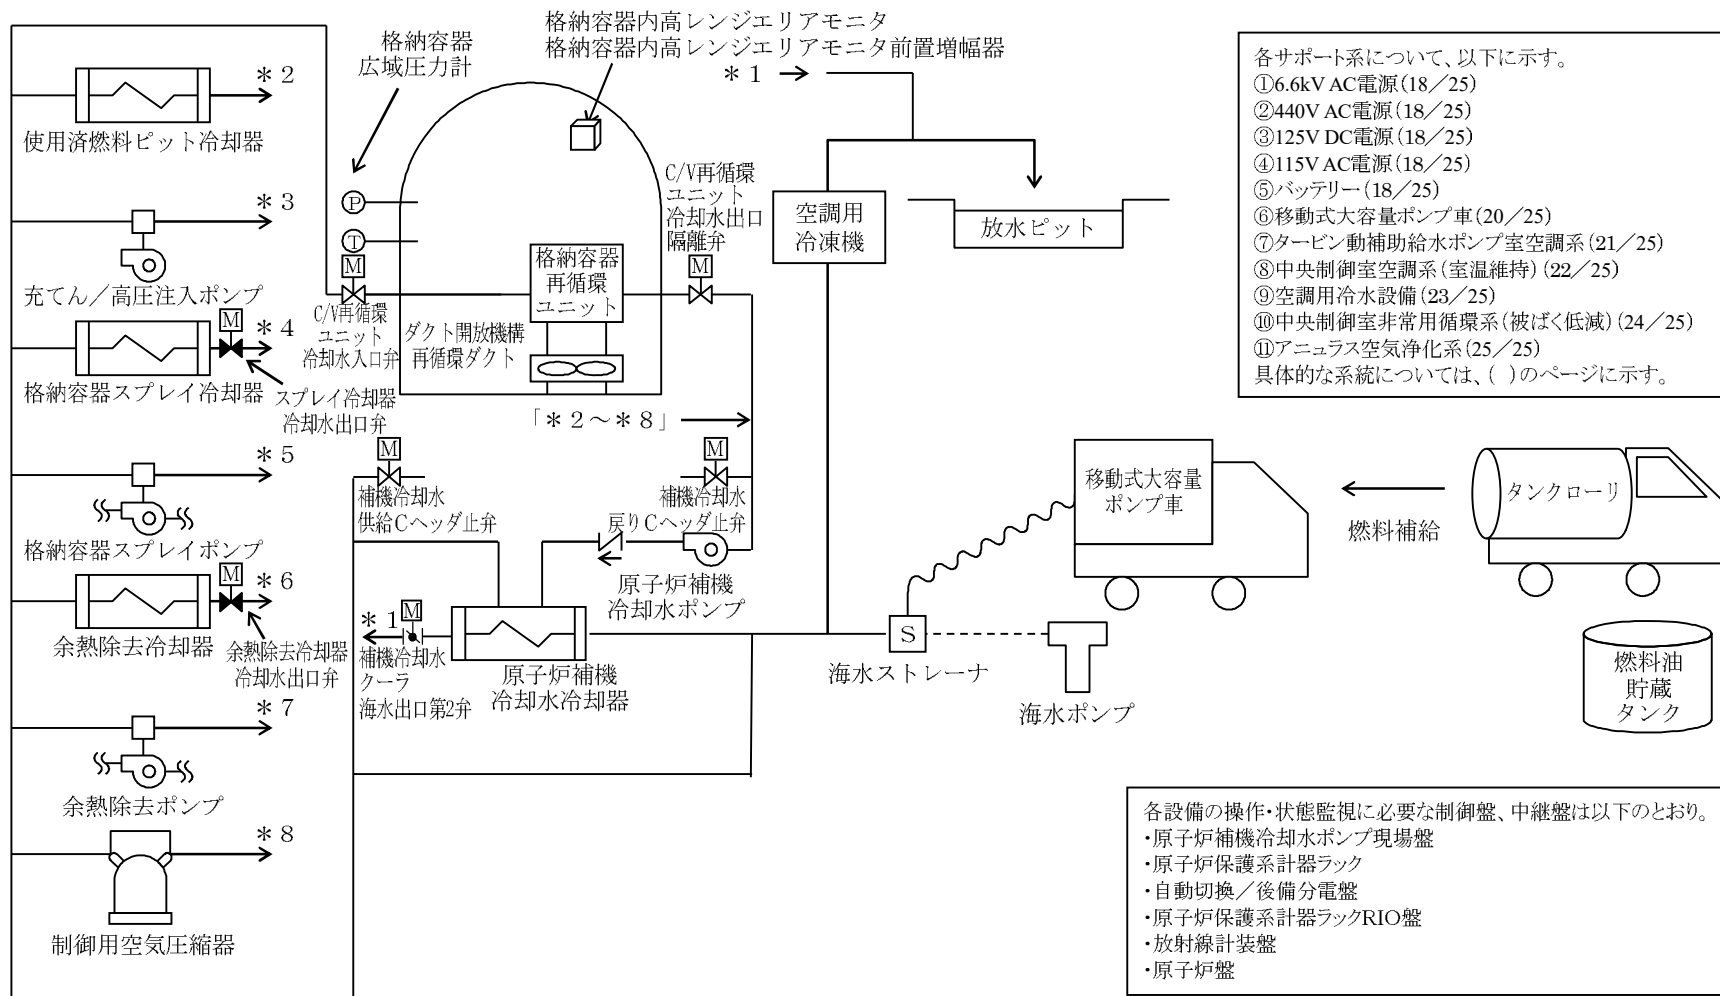 格納容器
広域圧力計
格納容器内高レンジエリアモニタ
格納容器内高レンジエリアモニタ前置増幅器
＊1
＊2
使用済燃料ピット冷却器
＊3
充てん／高圧注入ポンプ
M
＊4
格納容器スプレイ冷却器
スプレイ冷却器
冷却水出口弁
＊5
格納容器スプレイポンプ
M
＊6
余熱除去冷却器
余熱除去冷却器
冷却水出口弁
＊7
余熱除去ポンプ
＊8
制御用空気圧縮器
P
T
M
C/V再循環
ユニット
冷却水入口弁
ダクト開放機構
再循環ダクト
格納容器
再循環
ユニット
C/V再循環
ユニット
冷却水出口
隔離弁
M
「＊2～＊8」
M
補機冷却水
供給Cヘッダ止弁
M
補機冷却水
戻りCヘッダ止弁
原子炉補機
冷却水ポンプ
＊1
M
補機冷却水
クーラ
海水出口第2弁
原子炉補機
冷却水冷却器
空調用
冷凍機
放水ピット
S
海水ストレーナ
海水ポンプ
移動式大容量
ポンプ車
燃料補給
タンクローリ
燃料油
貯蔵
タンク
各サポート系について、以下に示す。
①6.6kV AC電源(18／25)
②440V AC電源(18／25)
③125V DC電源(18／25)
④115V AC電源(18／25)
⑤バッテリー(18／25)
⑥移動式大容量ポンプ車(20／25)
⑦タービン動補助給水ポンプ室空調系(21／25)
⑧中央制御室空調系(室温維持)(22／25)
⑨空調用冷水設備(23／25)
⑩中央制御室非常用循環系(被ばく低減)(24／25)
⑪アニュラス空気浄化系(25／25)
具体的な系統については、( )のページに示す。
各設備の操作・状態監視に必要な制御盤、中継盤は以下のとおり。
・原子炉補機冷却水ポンプ現場盤
・原子炉保護系計器ラック
・自動切換／後備分電盤
・原子炉保護系計器ラックRIO盤
・放射線計装盤
・原子炉盤